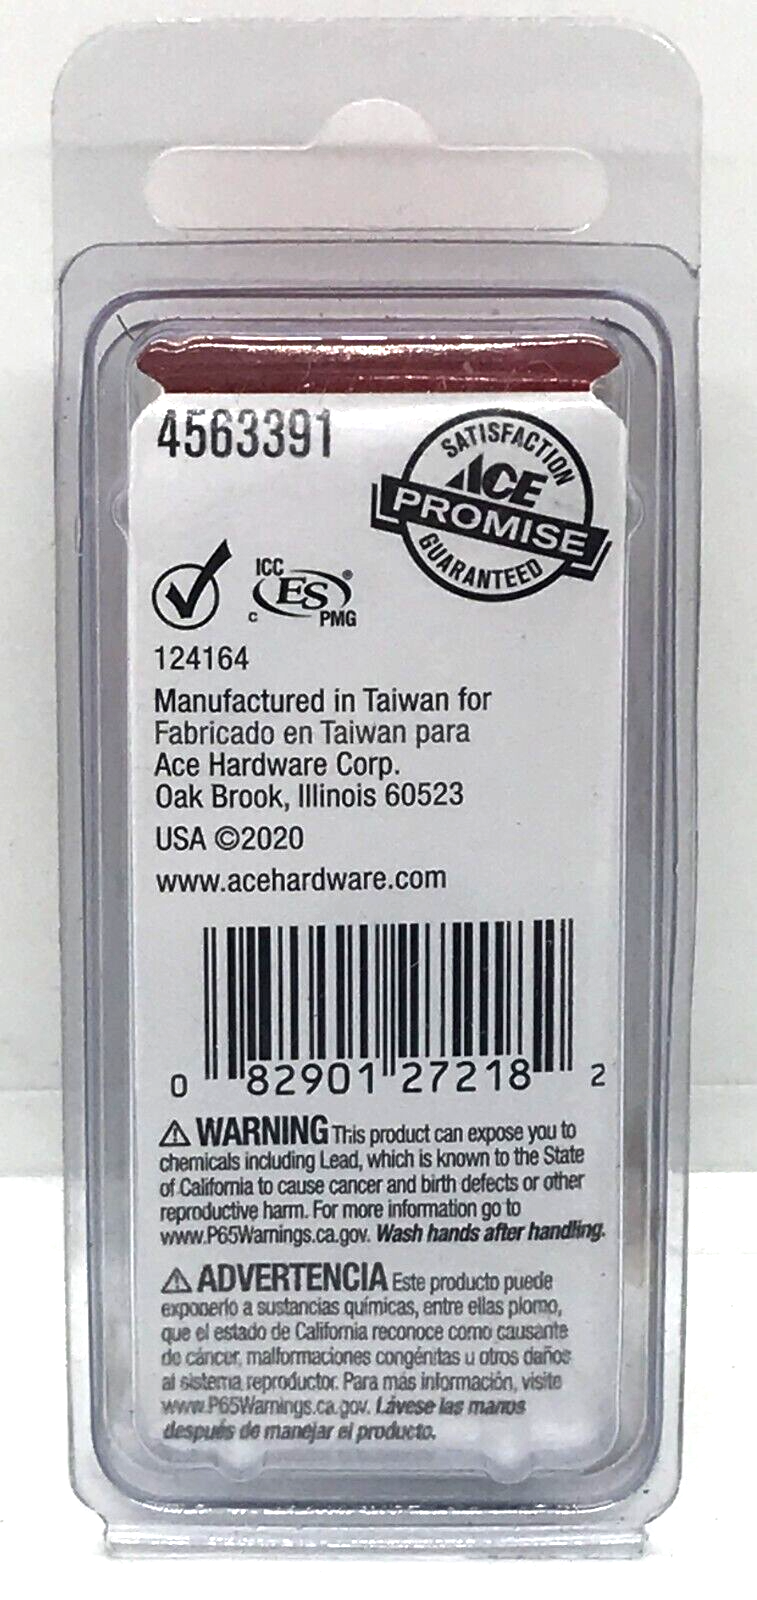 4563391
SATISFACTION
ACE
PROMISE
GUARANTEED
ICC
ES®
C PMG
124164
Manufactured in Taiwan for
Fabricado en Taiwan para
Ace Hardware Corp.
Oak Brook, Illinois 60523
USA ©2020
www.acehardware.com
0 82901 27218 2
⚠ WARNING This product can expose you to
chemicals including Lead, which is known to the State
of California to cause cancer and birth defects or other
reproductive harm. For more information go to
www.P65Warnings.ca.gov. Wash hands after handling.
⚠ ADVERTENCIA Este producto puede
exponerlo a sustancias químicas, entre ellas plomo,
que el estado de California reconoce como causante
de cáncer, malformaciones congénitas u otros daños
al sistema reproductor. Para más información, visite
www.P65Warnings.ca.gov. Lávese las manos
después de manejar el producto.